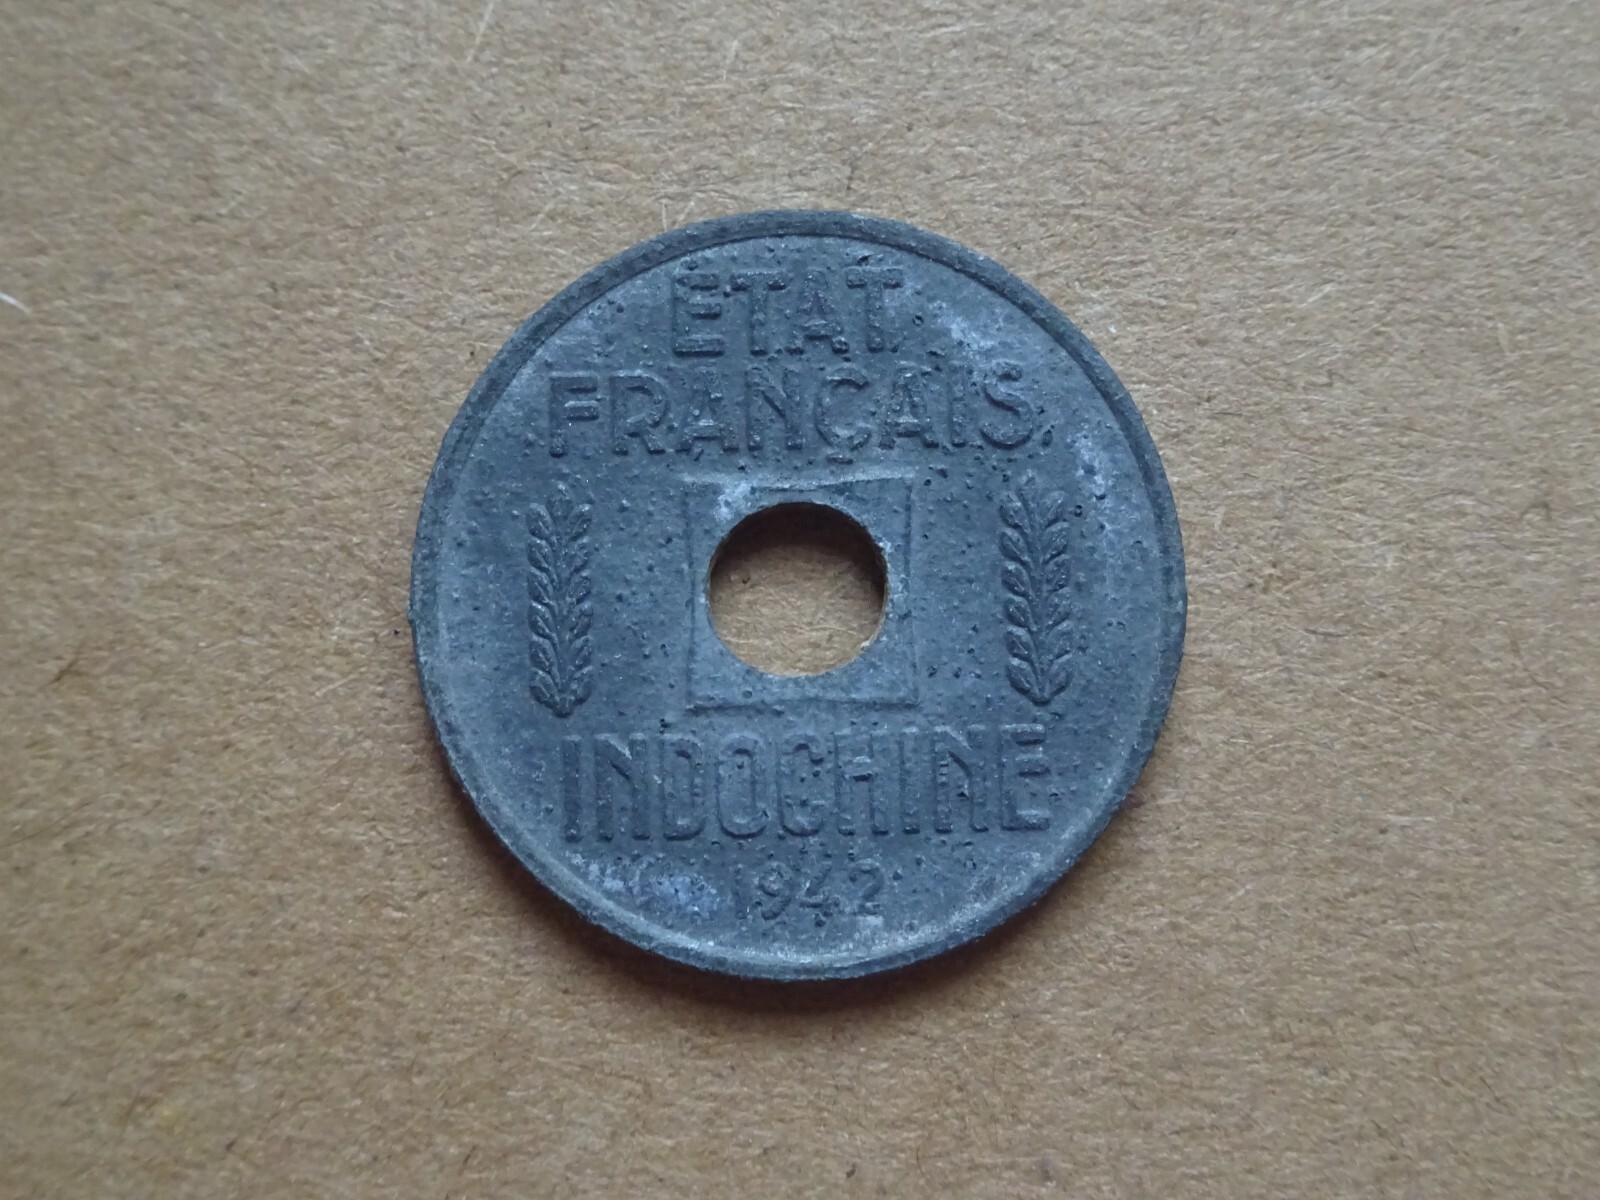 ETAT
FRANÇAIS
INDOCHINE
1942